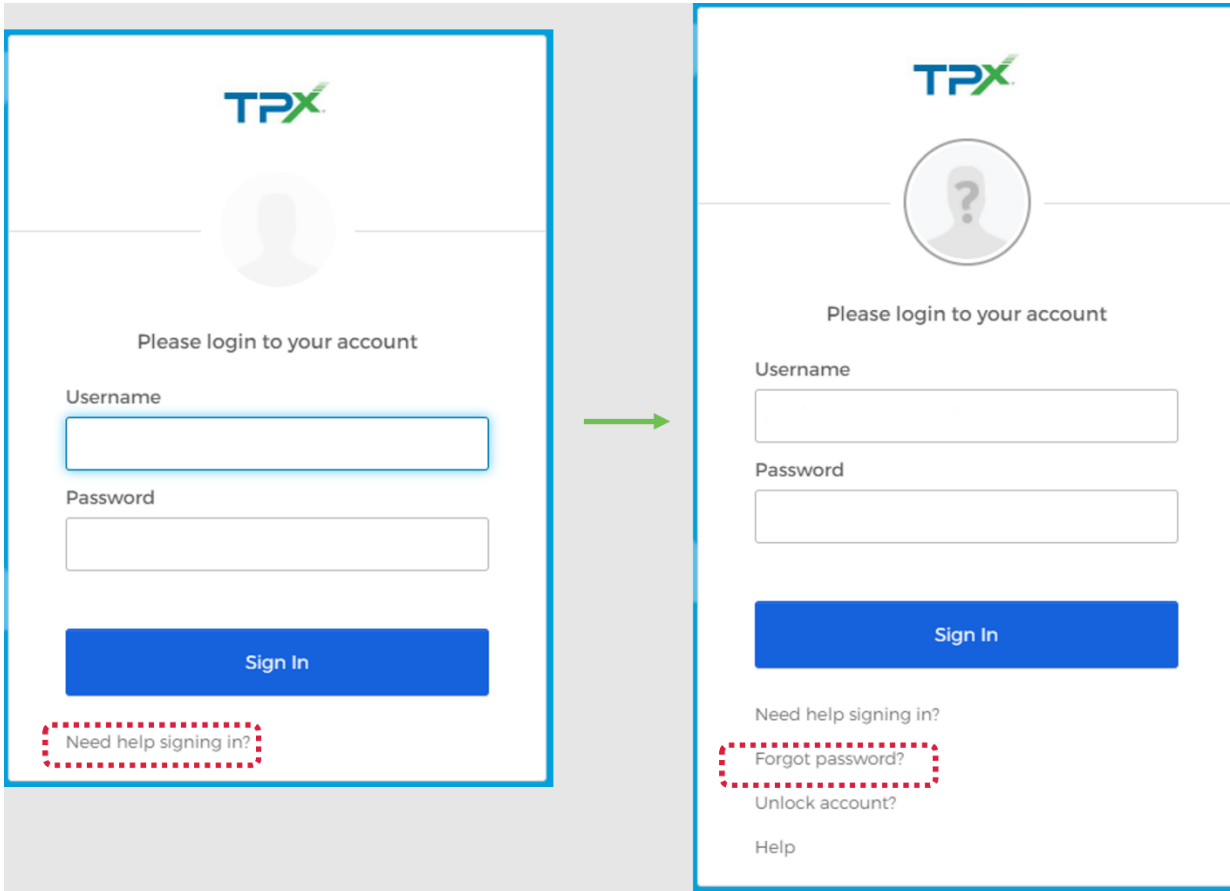 TPX
Please login to your account
Username
Password
Sign In
Need help signing in?
TPX
?
Please login to your account
Username
Password
Sign In
Need help signing in?
Forgot password?
Unlock account?
Help